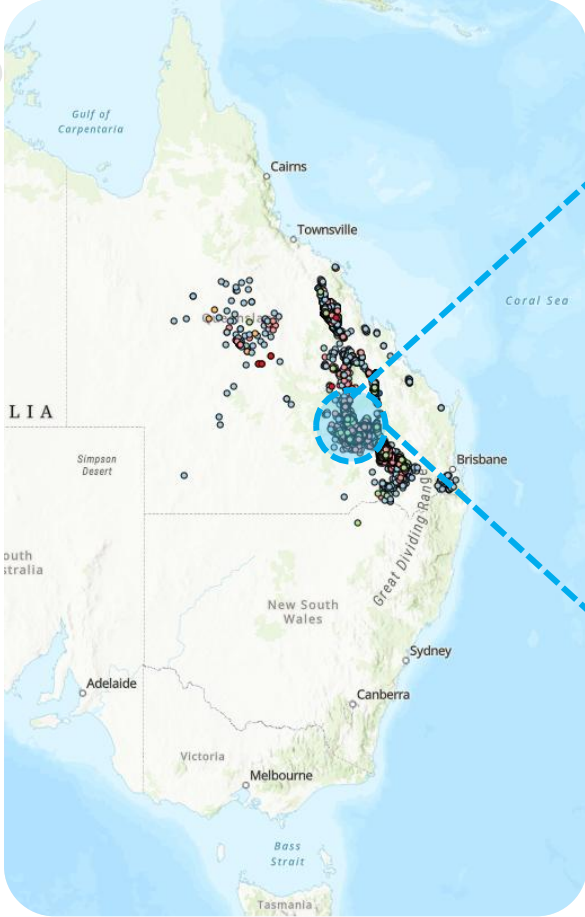 Gulf of
Carpentaria
Cairns
Townsville
Coral Sea
Queensland
LIA
Simpson
Desert
Brisbane
Great Dividing Range
outh
stralia
New South
Wales
Sydney
Adelaide
Canberra
Victoria
Melbourne
Bass
Strait
Tasmania